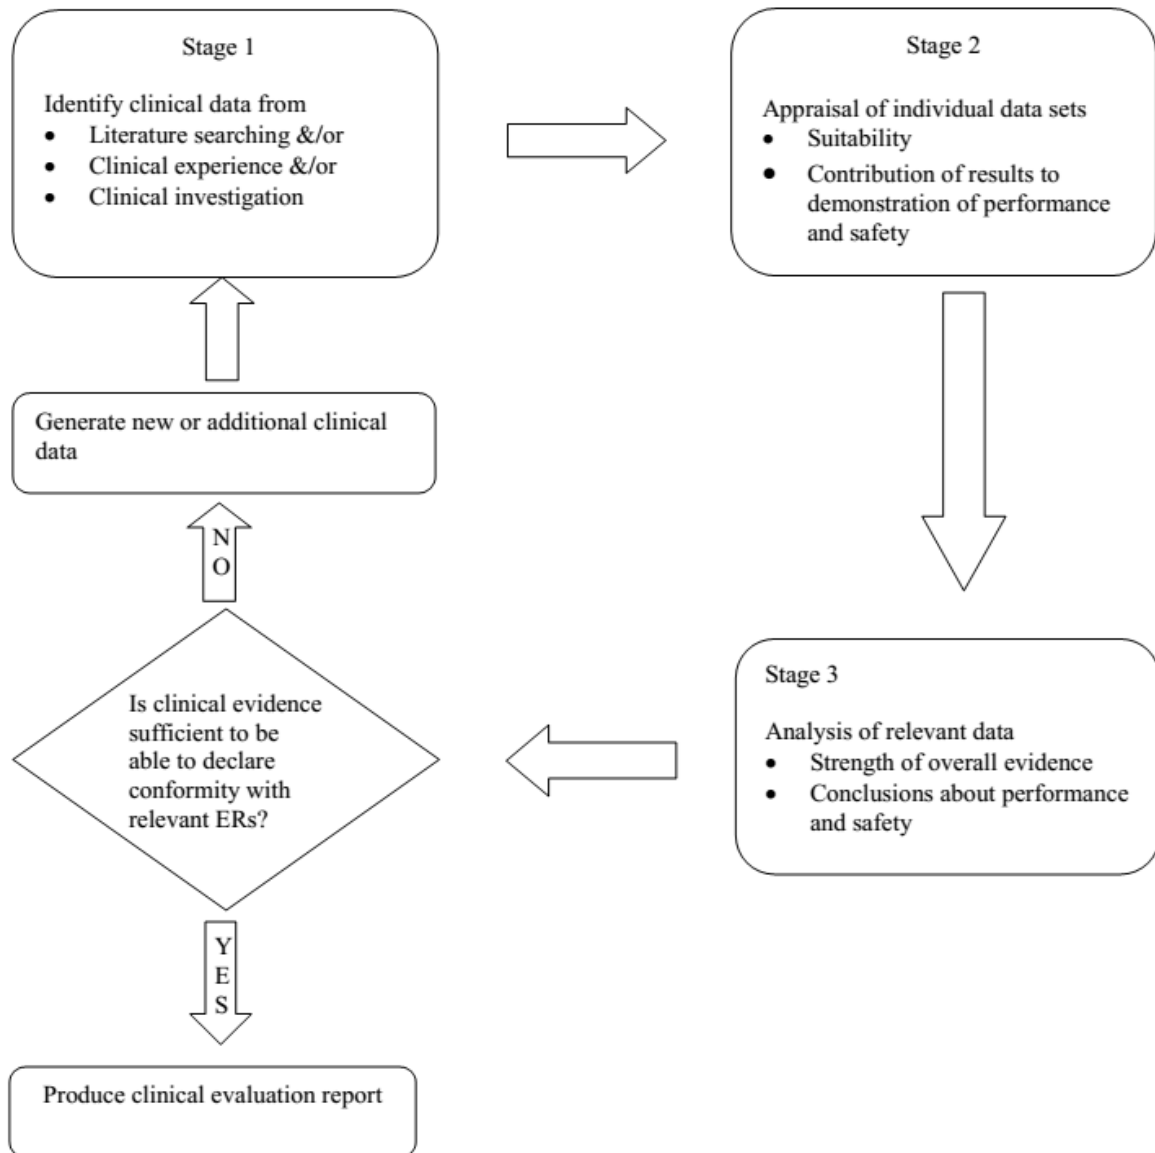 Stage 1
Identify clinical data from
• Literature searching &/or
• Clinical experience &/or
• Clinical investigation
Stage 2
Appraisal of individual data sets
• Suitability
• Contribution of results to
demonstration of performance
and safety
Stage 3
Analysis of relevant data
• Strength of overall evidence
• Conclusions about performance
and safety
Is clinical evidence
sufficient to be
able to declare
conformity with
relevant ERs?
NO
Generate new or additional clinical
data
YES
Produce clinical evaluation report